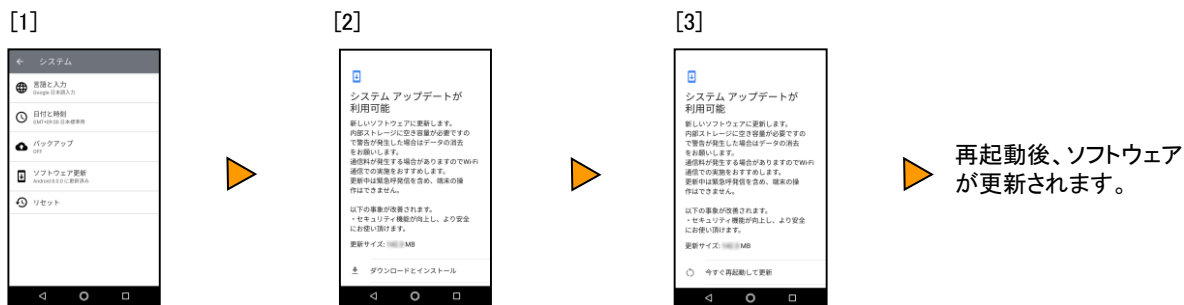 [1]
[2]
[3]
システム
言語と入力
Google 日本語入力
日付と時刻
GMT+09:00 日本標準時
バックアップ
OFF
ソフトウェア更新
Android 8.0.0 に更新済み
リセット
システム アップデートが
利用可能
新しいソフトウェアに更新します。
内部ストレージに空き容量が必要ですの
で警告が発生した場合はデータの消去
をお願いします。
通信料が発生する場合がありますのでWi-Fi
通信での実施をおすすめします。
更新中は緊急呼発信を含め、端末の操
作はできません。
以下の事象が改善されます。
・セキュリティ機能が向上し、より安全
にお使い頂けます。
更新サイズ: MB
ダウンロードとインストール
システム アップデートが
利用可能
新しいソフトウェアに更新します。
内部ストレージに空き容量が必要ですの
で警告が発生した場合はデータの消去
をお願いします。
通信料が発生する場合がありますのでWi-Fi
通信での実施をおすすめします。
更新中は緊急呼発信を含め、端末の操
作はできません。
以下の事象が改善されます。
・セキュリティ機能が向上し、より安全
にお使い頂けます。
更新サイズ: MB
今すぐ再起動して更新
再起動後、ソフトウェア
が更新されます。